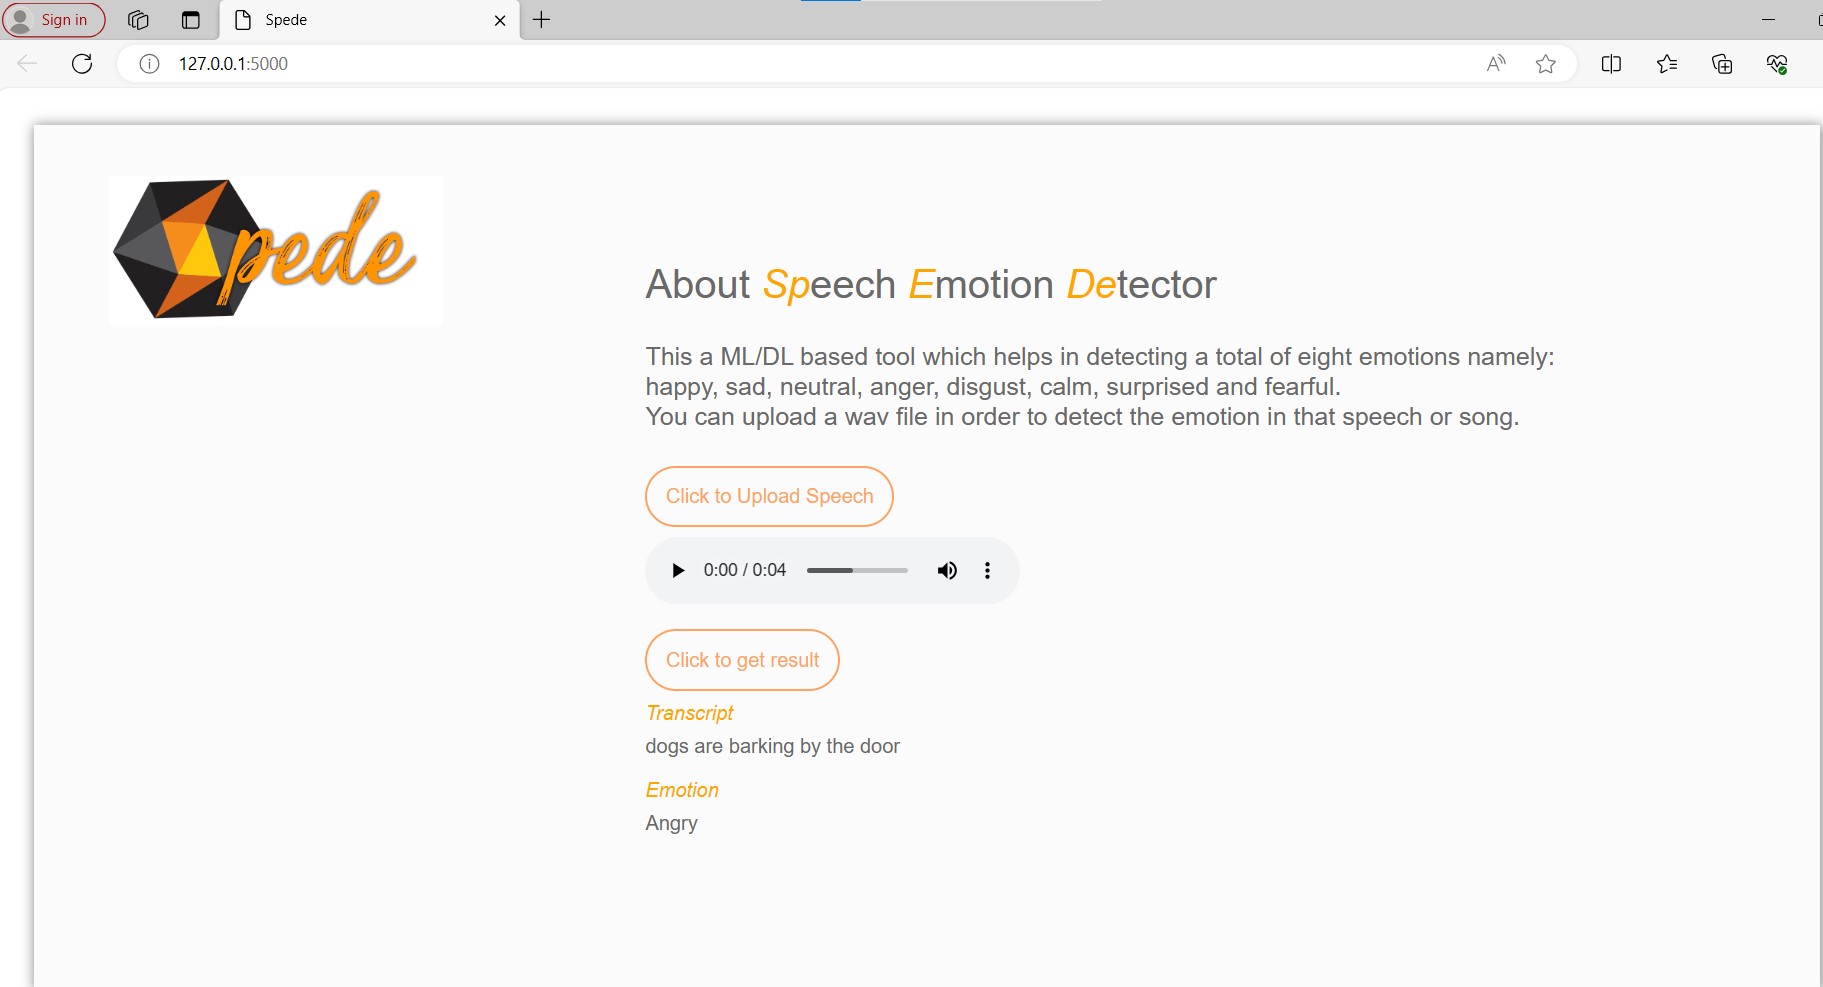 Sign in
Spede
127.0.0.1:5000
Spede
About Speech Emotion Detector
This a ML/DL based tool which helps in detecting a total of eight emotions namely:
happy, sad, neutral, anger, disgust, calm, surprised and fearful.
You can upload a wav file in order to detect the emotion in that speech or song.
Click to Upload Speech
0:00 / 0:04
Click to get result
Transcript
dogs are barking by the door
Emotion
Angry